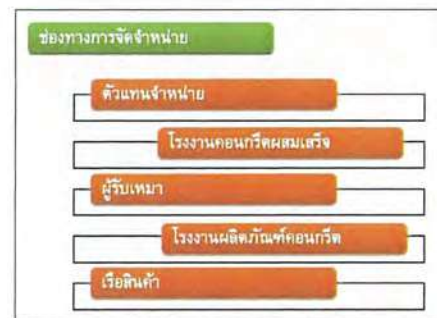 ช่องทางการจัดจำหน่าย
ตัวแทนจำหน่าย
โรงงานคอนกรีตผสมเสร็จ
ผู้รับเหมา
โรงงานผลิตภัณฑ์คอนกรีต
เรือสินค้า